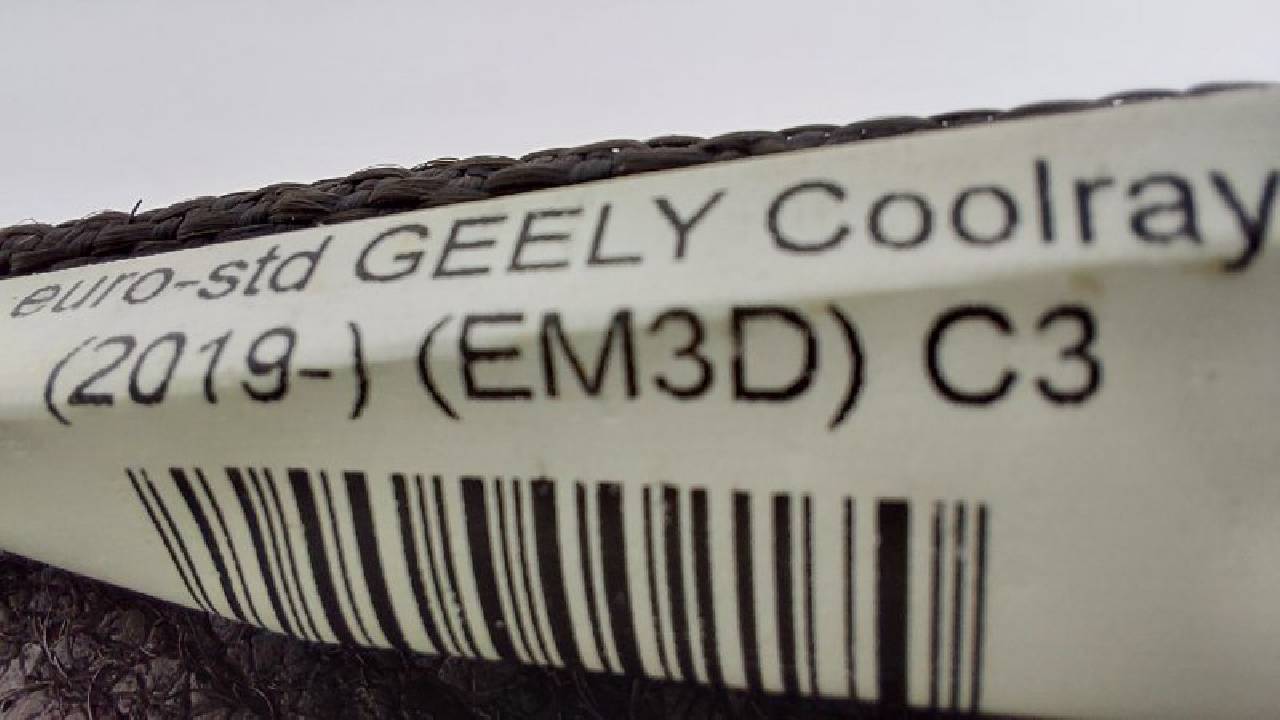 euro-std GEELY Coolray
(2019-) (EM3D) C3